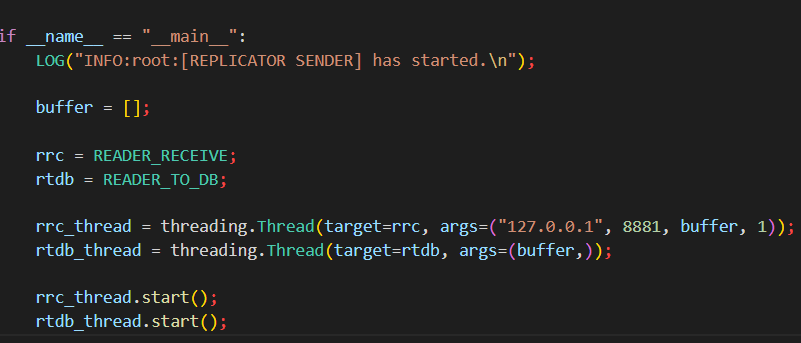 if __name__ == "__main__":
    LOG("INFO:root:[REPLICATOR SENDER] has started.\n");
    buffer = [];
    rrc = READER_RECEIVE;
    rtdb = READER_TO_DB;
    rrc_thread = threading.Thread(target=rrc, args=("127.0.0.1", 8881, buffer, 1));
    rtdb_thread = threading.Thread(target=rtdb, args=(buffer,));
    rrc_thread.start();
    rtdb_thread.start();